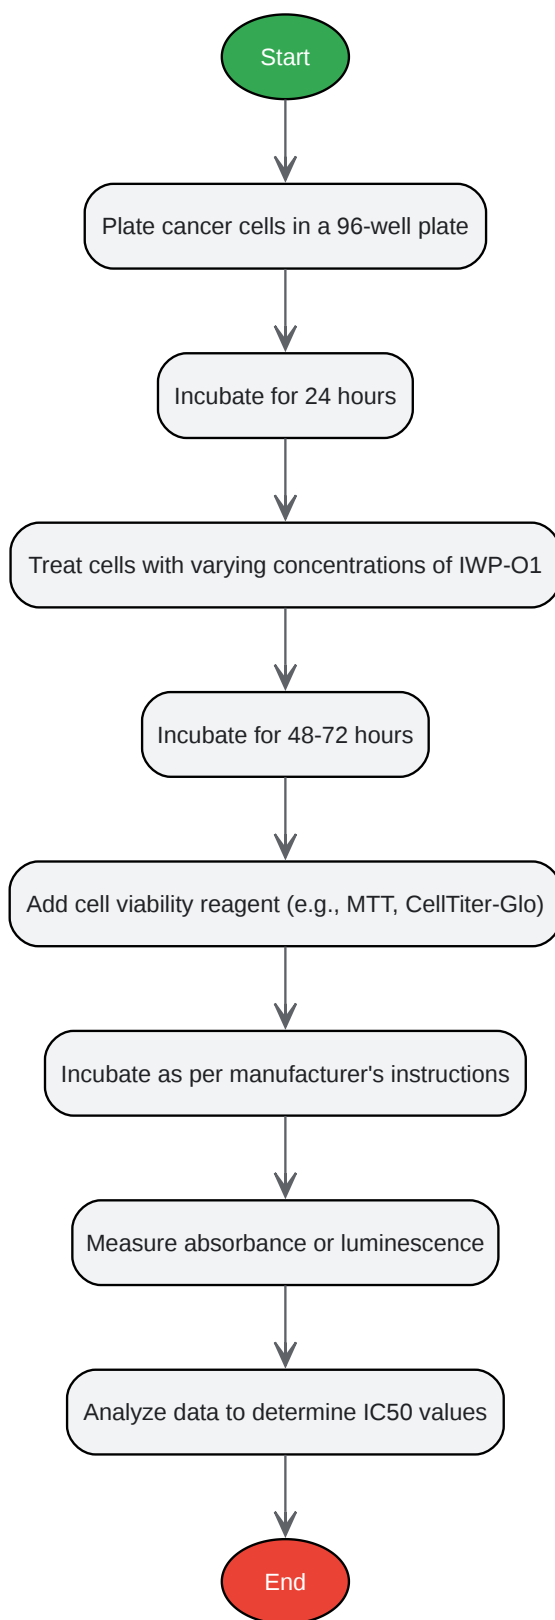 Start
Plate cancer cells in a 96-well plate
Incubate for 24 hours
Treat cells with varying concentrations of IWP-O1
Incubate for 48-72 hours
Add cell viability reagent (e.g., MTT, CellTiter-Glo)
Incubate as per manufacturer's instructions
Measure absorbance or luminescence
Analyze data to determine IC50 values
End